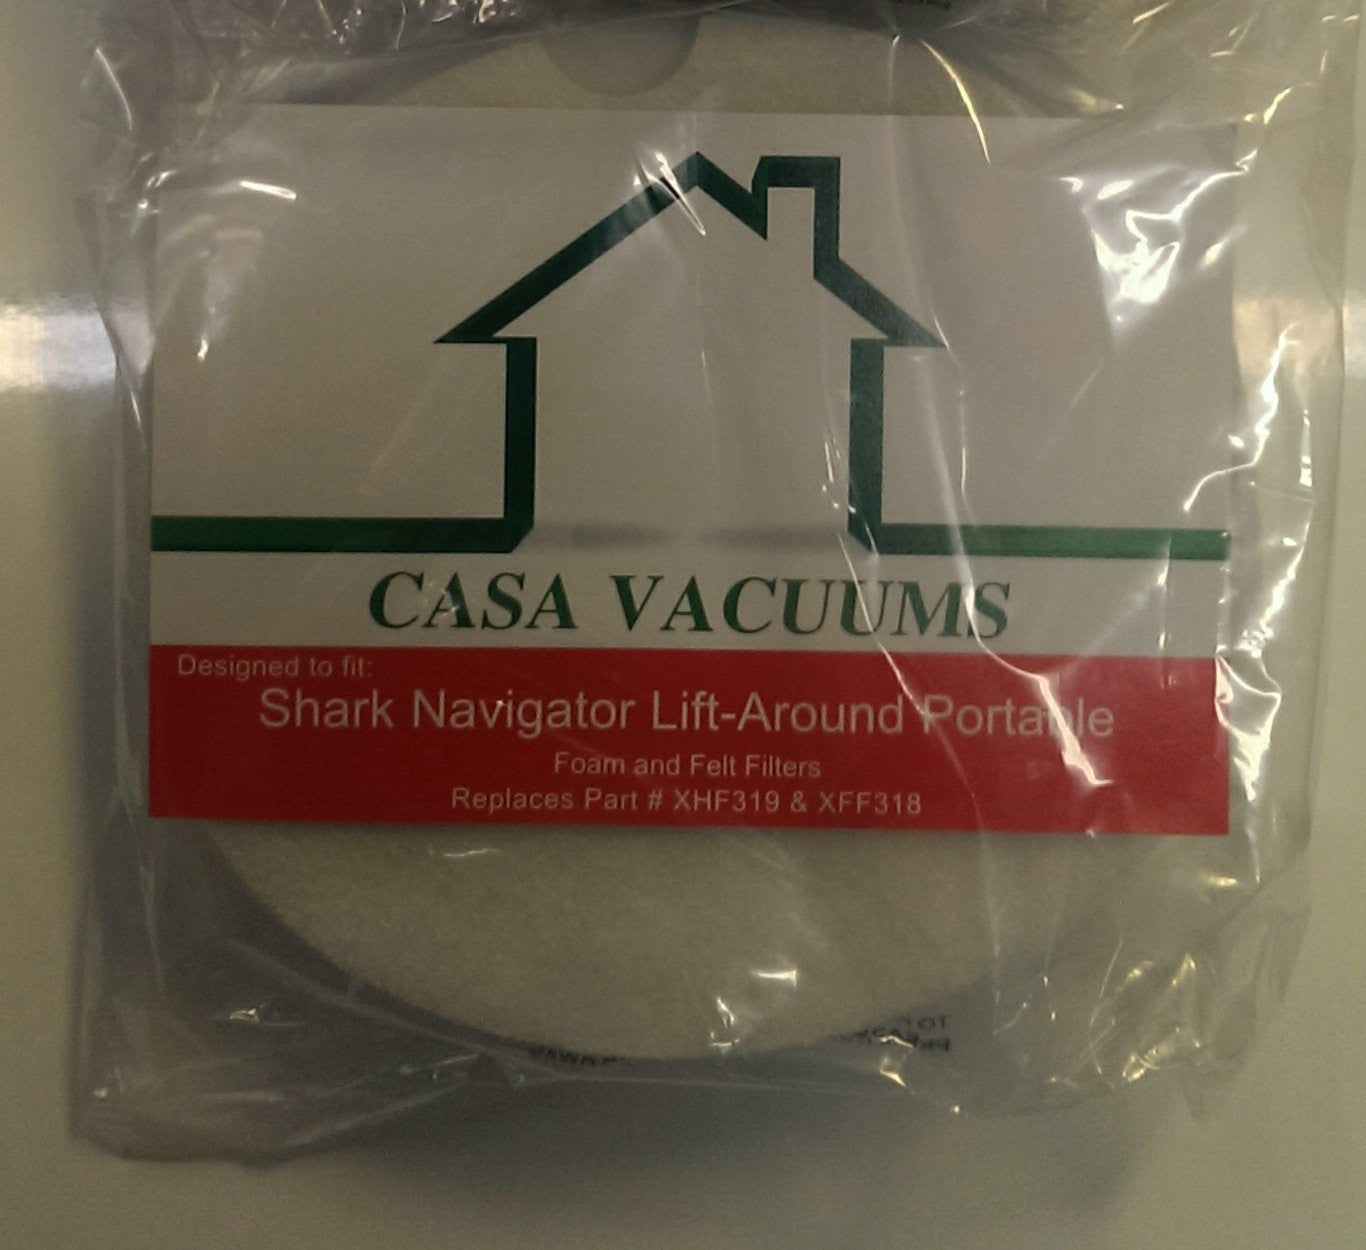 CASA VACUUMS
Designed to fit:
Shark Navigator Lift-Around Portable
Foam and Felt Filters
Replaces Part # XHF319 & XFF318